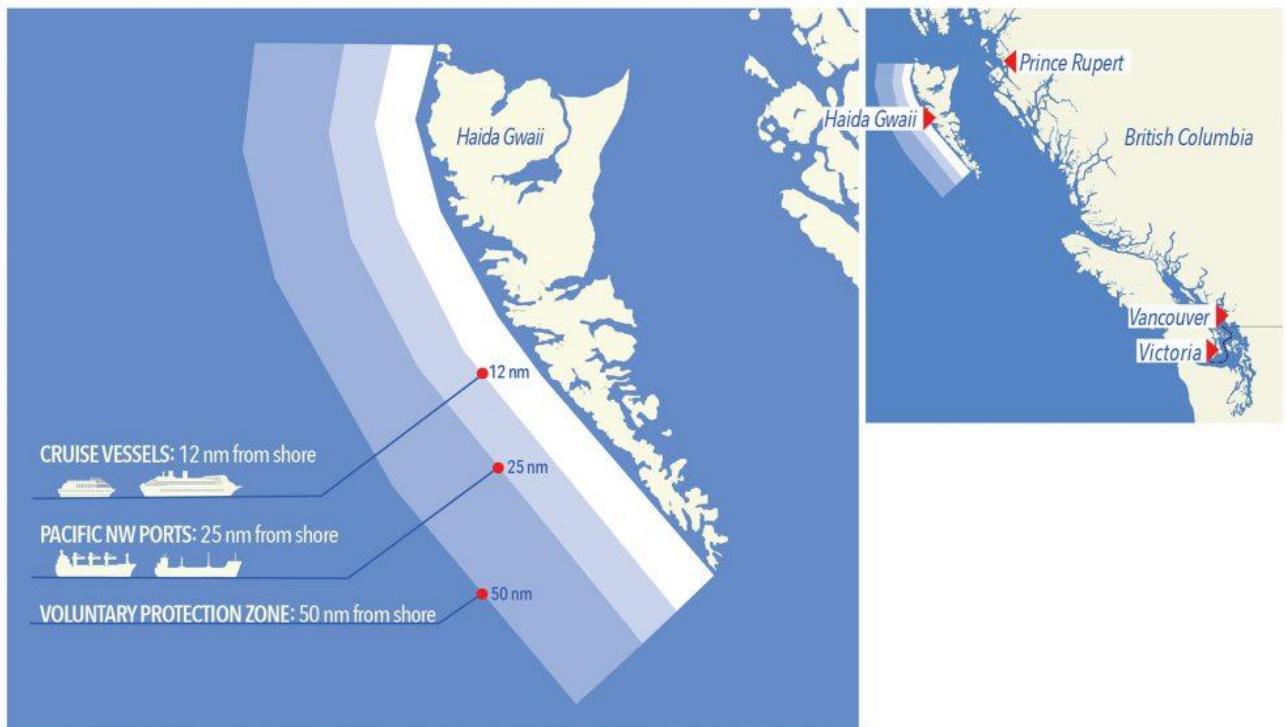 Haida Gwaii
12 nm
CRUISE VESSELS: 12 nm from shore
25 nm
PACIFIC NW PORTS: 25 nm from shore
50 nm
VOLUNTARY PROTECTION ZONE: 50 nm from shore
Prince Rupert
Haida Gwaii
British Columbia
Vancouver
Victoria